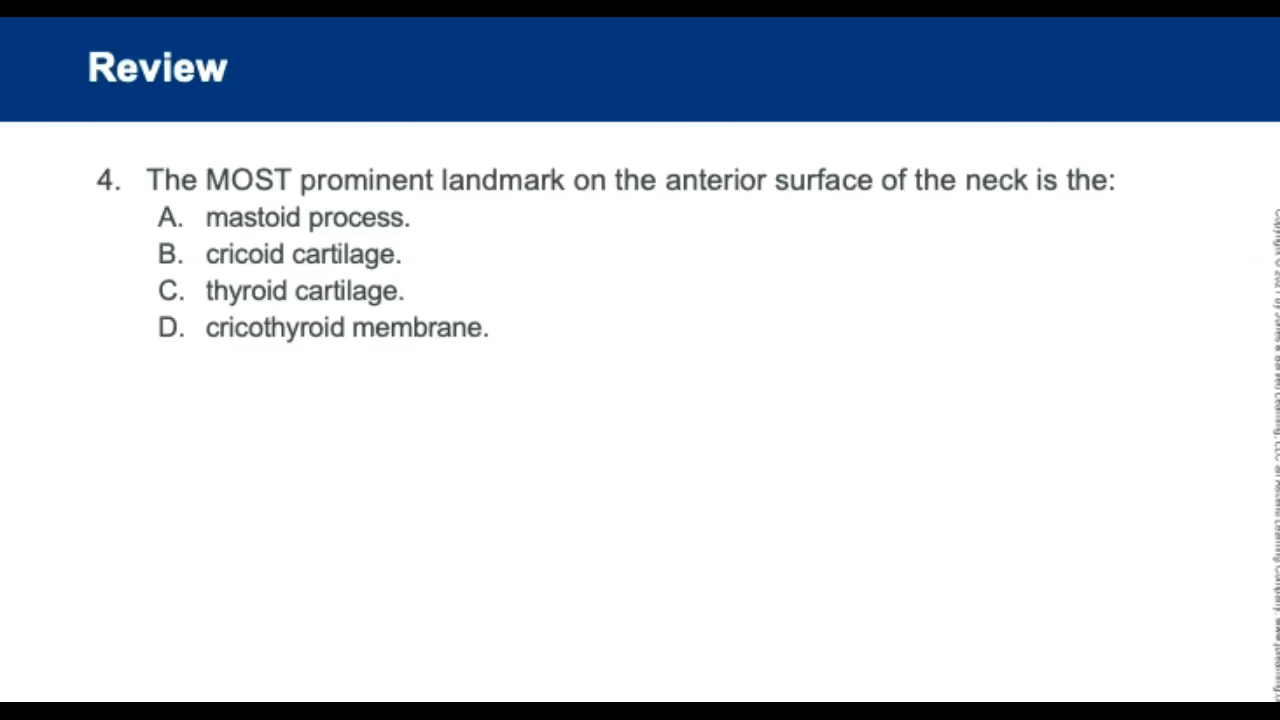 Review
4. The MOST prominent landmark on the anterior surface of the neck is the:
A. mastoid process.
B. cricoid cartilage.
C. thyroid cartilage.
D. cricothyroid membrane.